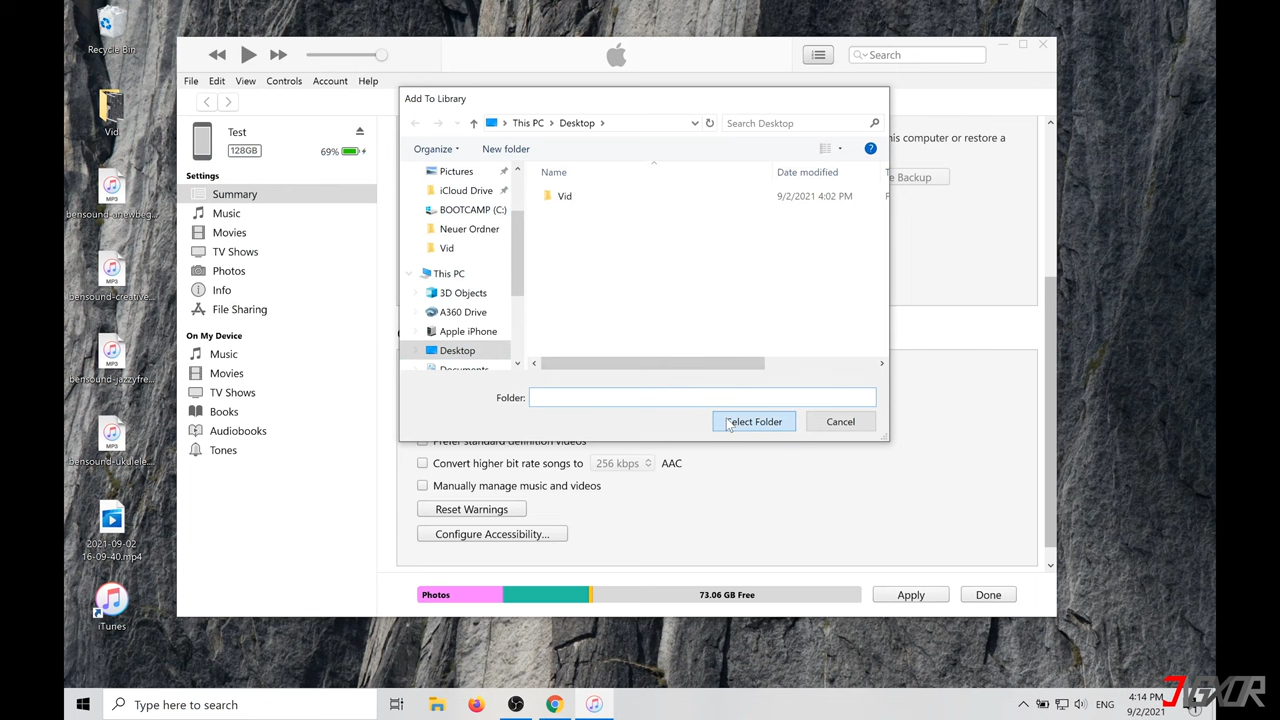 Recycle Bin
Vid
MP3
bensound-anewbeg...
MP3
bensound-creative...
MP3
bensound-jazzyfre...
MP3
bensound-ukulele...
2021-09-02
16-09-40.mp4
iTunes
Search
File Edit View Controls Account Help
Test
128GB
69%
Settings
Summary
Music
Movies
TV Shows
Photos
Info
File Sharing
On My Device
Music
Movies
TV Shows
Books
Audiobooks
Tones
Add To Library
This PC Desktop
Search Desktop
Organize New folder
Pictures
iCloud Drive
BOOTCAMP (C:)
Neuer Ordner
Vid
This PC
3D Objects
A360 Drive
Apple iPhone
Desktop
Documents
Name Date modified
Vid 9/2/2021 4:02 PM
Folder:
Select Folder Cancel
this computer or restore a
Backup
Prefer standard definition videos
Convert higher bit rate songs to 256 kbps AAC
Manually manage music and videos
Reset Warnings
Configure Accessibility...
Photos 73.06 GB Free Apply Done
Type here to search
ENG
4:14 PM
9/2/2021